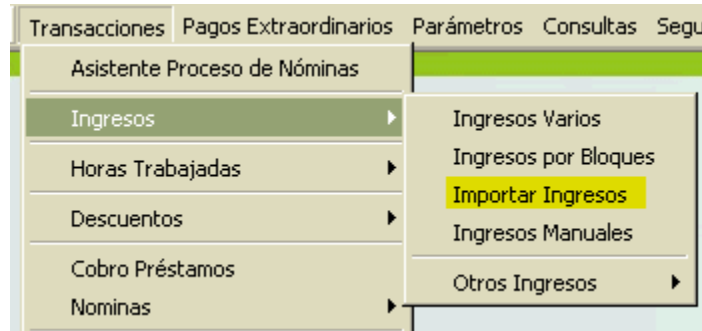 Transacciones Pagos Extraordinarios Parámetros Consultas Segu
Asistente Proceso de Nóminas
Ingresos
Horas Trabajadas
Descuentos
Cobro Préstamos
Nominas
Ingresos Varios
Ingresos por Bloques
Importar Ingresos
Ingresos Manuales
Otros Ingresos